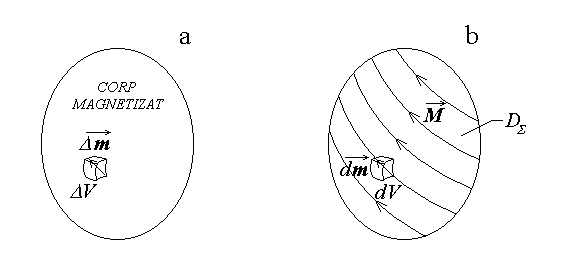 a
CORP
MAGNETIZAT
Δm
ΔV
b
M
D_Σ
dm
dV